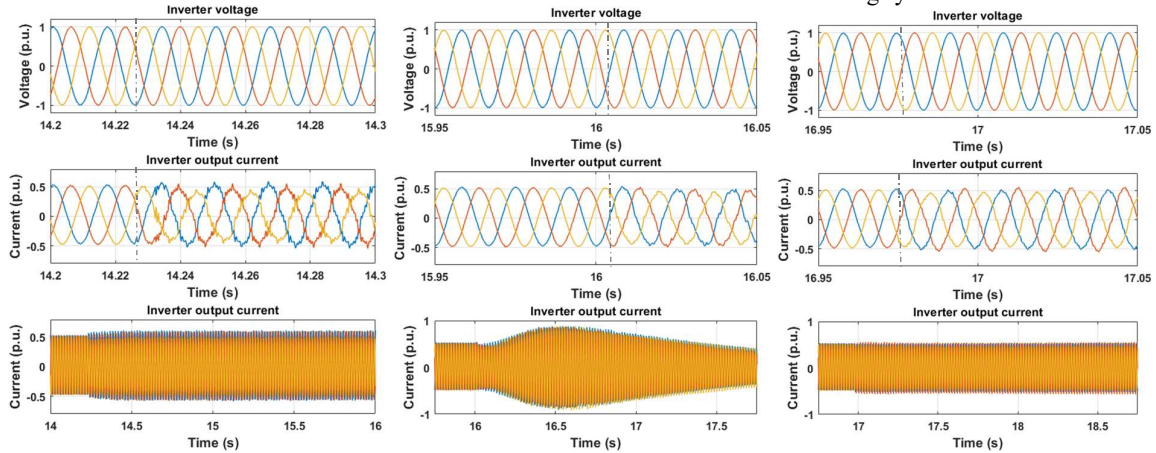 Inverter voltage
Voltage (p.u.)
1
0
-1
14.2 14.22 14.24 14.26 14.28 14.3
Time (s)
Inverter voltage
Voltage (p.u.)
1
0
-1
15.95 16 16.05
Time (s)
Inverter voltage
Voltage (p.u.)
1
0
-1
16.95 17 17.05
Time (s)
Inverter output current
Current (p.u.)
0.5
0
-0.5
14.2 14.22 14.24 14.26 14.28 14.3
Time (s)
Inverter output current
Current (p.u.)
0.5
0
-0.5
15.95 16 16.05
Time (s)
Inverter output current
Current (p.u.)
0.5
0
-0.5
16.95 17 17.05
Time (s)
Inverter output current
Current (p.u.)
0.5
0
-0.5
14 14.5 15 15.5 16
Time (s)
Inverter output current
Current (p.u.)
1
0
-1
16 16.5 17 17.5
Time (s)
Inverter output current
Current (p.u.)
1
0
-1
17 17.5 18 18.5
Time (s)